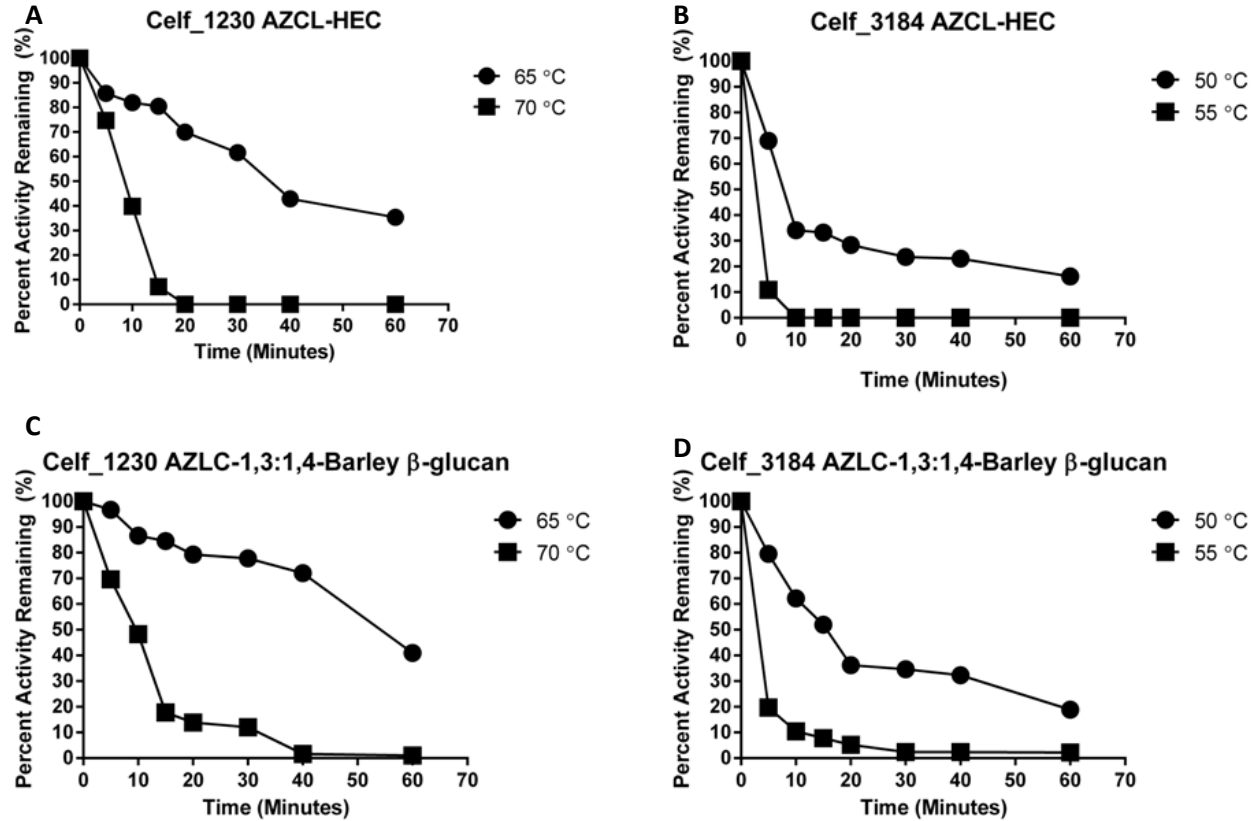 A
Celf_1230 AZCL-HEC
Percent Activity Remaining (%)
100
90
80
70
60
50
40
30
20
10
0
0 10 20 30 40 50 60 70
Time (Minutes)
65 °C
70 °C
B
Celf_3184 AZCL-HEC
Percent Activity Remaining (%)
100
90
80
70
60
50
40
30
20
10
0
0 10 20 30 40 50 60 70
Time (Minutes)
50 °C
55 °C
C
Celf_1230 AZLC-1,3:1,4-Barley β-glucan
Percent Activity Remaining (%)
100
90
80
70
60
50
40
30
20
10
0
0 10 20 30 40 50 60 70
Time (Minutes)
65 °C
70 °C
D
Celf_3184 AZLC-1,3:1,4-Barley β-glucan
Percent Activity Remaining (%)
100
90
80
70
60
50
40
30
20
10
0
0 10 20 30 40 50 60 70
Time (Minutes)
50 °C
55 °C